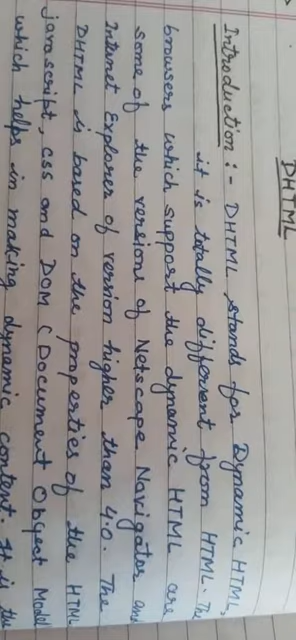 DHTML
Introduction :- DHTML stands for Dynamic HTML,
it is totally different from HTML. The
browsers which support the dynamic HTML are
some of the versions of Netscape Navigator and
Internet Explorer of version higher than 4.0. The
DHTML is based on the properties of the HTML
javascript, css and DOM (Document Object Model
which helps in making dynamic content. It is the